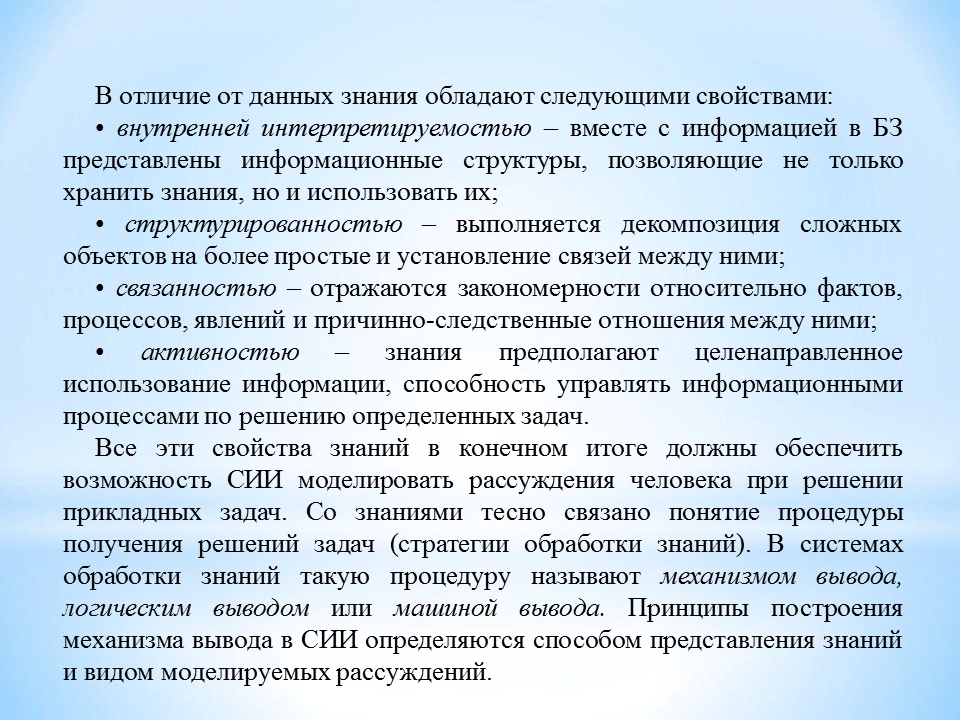 В отличие от данных знания обладают следующими свойствами:
• внутренней интерпретируемостью – вместе с информацией в БЗ
представлены информационные структуры, позволяющие не только
хранить знания, но и использовать их;
• структурированностью – выполняется декомпозиция сложных
объектов на более простые и установление связей между ними;
• связанностью – отражаются закономерности относительно фактов,
процессов, явлений и причинно-следственные отношения между ними;
• активностью – знания предполагают целенаправленное
использование информации, способность управлять информационными
процессами по решению определенных задач.
Все эти свойства знаний в конечном итоге должны обеспечить
возможность СИИ моделировать рассуждения человека при решении
прикладных задач. Со знаниями тесно связано понятие процедуры
получения решений задач (стратегии обработки знаний). В системах
обработки знаний такую процедуру называют механизмом вывода,
логическим выводом или машиной вывода. Принципы построения
механизма вывода в СИИ определяются способом представления знаний
и видом моделируемых рассуждений.